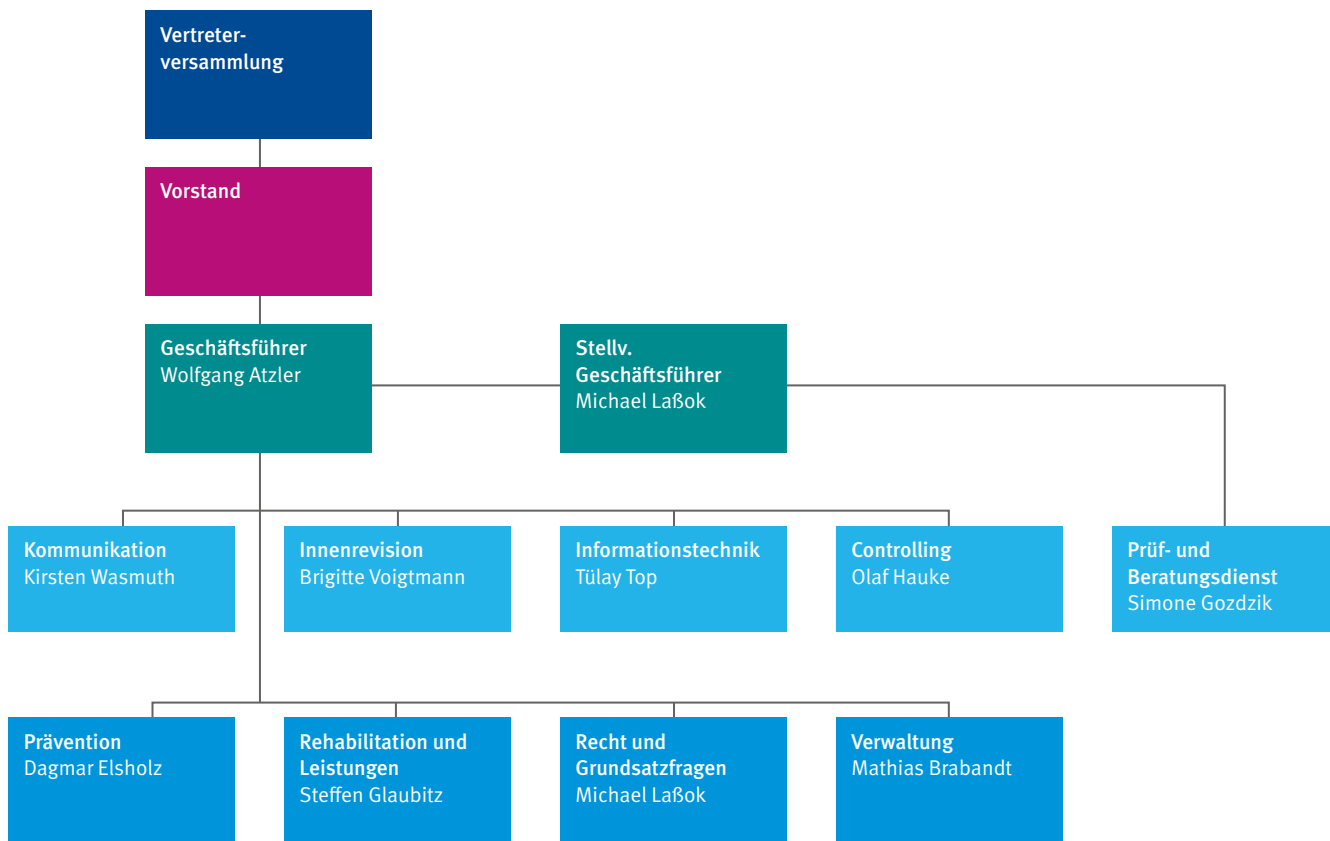 Vertreter-
versammlung
Vorstand
Geschäftsführer
Wolfgang Atzler
Stellv.
Geschäftsführer
Michael Laßok
Kommunikation
Kirsten Wasmuth
Innenrevision
Brigitte Voigtmann
Informationstechnik
Tülay Top
Controlling
Olaf Hauke
Prüf- und
Beratungsdienst
Simone Gozdzik
Prävention
Dagmar Elsholz
Rehabilitation und
Leistungen
Steffen Glaubitz
Recht und
Grundsatzfragen
Michael Laßok
Verwaltung
Mathias Brabandt